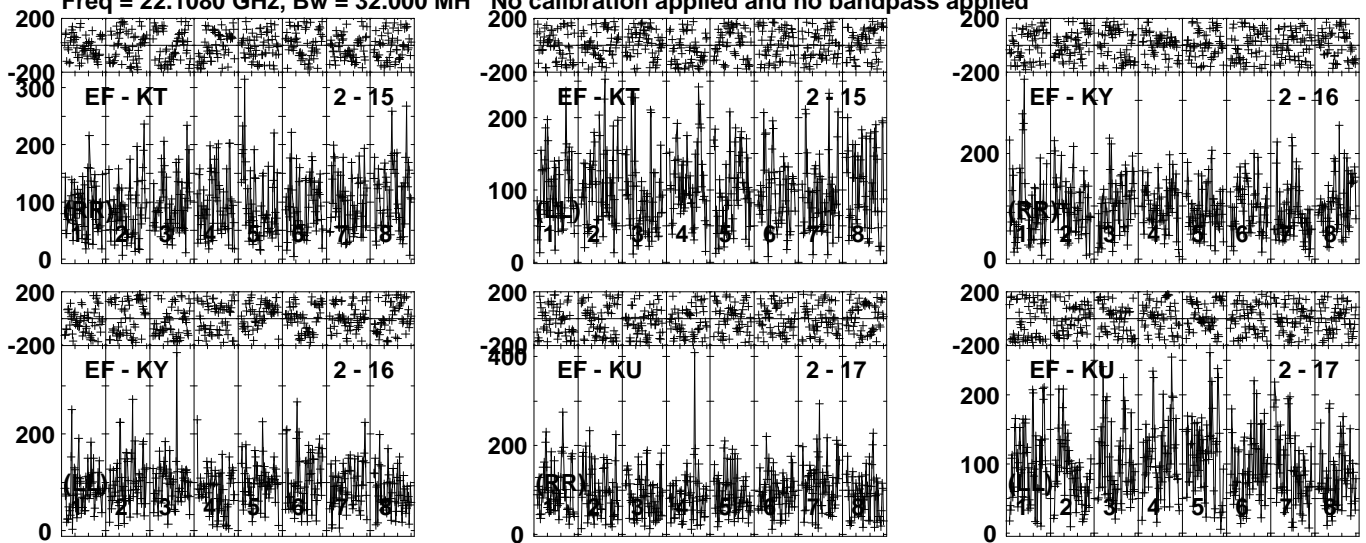 Freq = 22.1080 GHz, Bw = 32.000 MH No calibration applied and no bandpass applied
200
-200
300
200
100
0
EF - KT 2 - 15
(RR)
1 2 3 4 5 6 7 8
200
-200
200
100
0
EF - KT 2 - 15
(LL)
1 2 3 4 5 6 7 8
200
-200
200
0
EF - KY 2 - 16
(RR)
1 2 3 4 5 6 7 8
200
-200
200
0
EF - KY 2 - 16
(LL)
1 2 3 4 5 6 7 8
200
-200
400
200
0
EF - KU 2 - 17
(RR)
1 2 3 4 5 6 7 8
200
-200
200
100
0
EF - KU 2 - 17
(LL)
1 2 3 4 5 6 7 8